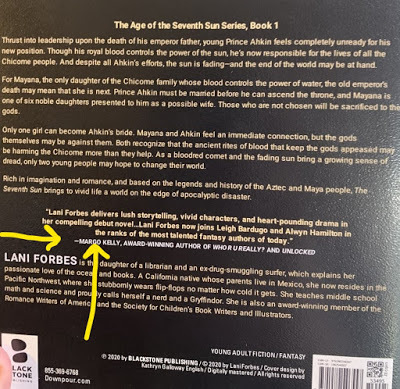 The Age of the Seventh Sun Series, Book 1
Thrust into leadership upon the death of his emperor father, young Prince Ahkin feels completely unready for his
new position. Though his royal blood controls the power of the sun, he's now responsible for the lives of all the
Chicome people. And despite all Ahkin's efforts, the sun is fading—and the end of the world may be at hand.
For Mayana, the only daughter of the Chicome family whose blood controls the power of water, the old emperor's
death may mean that she is next. Prince Ahkin must be married before he can ascend the throne, and Mayana is
one of six noble daughters presented to him as a possible wife. Those who are not chosen will be sacrificed to the
gods.
Only one girl can become Ahkin's bride. Mayana and Ahkin feel an immediate connection, but the gods
themselves may be against them. Both recognize that the ancient rites of blood that keep the gods appeased may
be harming the Chicome more than they help. As a bloodred comet and the fading sun bring a growing sense of
dread, only two young people may hope to change their world.
Rich in imagination and romance, and based on the legends and history of the Aztec and Maya people, The
Seventh Sun brings to vivid life a world on the edge of apocalyptic disaster.
"Lani Forbes delivers lush storytelling, vivid characters, and heart-pounding drama in
her compelling debut novel...Lani Forbes now joins Leigh Bardugo and Alwyn Hamilton in
the ranks of the most talented fantasy authors of today."
—MARGO KELLY, AWARD-WINNING AUTHOR OF WHO R U REALLY? AND UNLOCKED
LANI FORBES is the daughter of a librarian and an ex-drug-smuggling surfer, which explains her
passionate love of the ocean and books. A California native whose parents live in Mexico, she now resides in the
Pacific Northwest, where she stubbornly wears flip-flops no matter how cold it gets. She teaches middle school
math and science and proudly calls herself a nerd and a Gryffindor. She is also an award-winning member of the
Romance Writers of America and the Society for Children's Book Writers and Illustrators.
YOUNG ADULT FICTION / FANTASY
BLACK
STONE
PUBLISHING
855-369-6768
Downpour.com
℗ 2020 by BLACKSTONE PUBLISHING / © 2020 by Lani Forbes / Cover design by
Kathryn Galloway English / Digitally mastered / All rights reserved